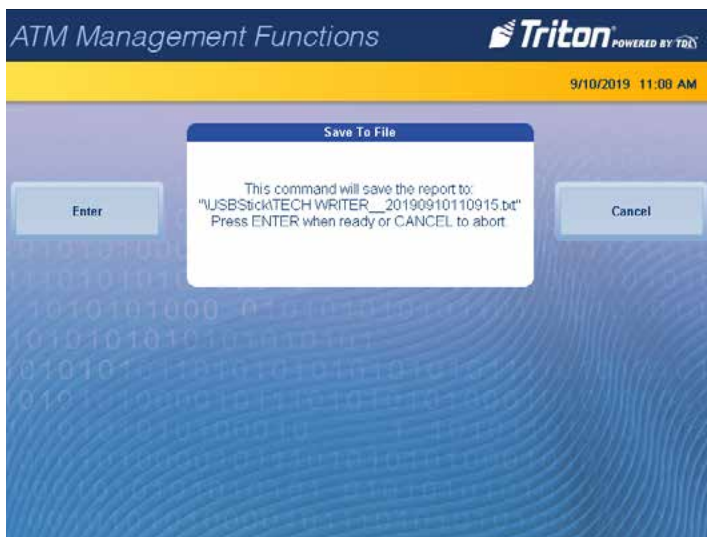 ATM Management Functions
Triton POWERED BY TDL
9/10/2019 11:08 AM
Save To File
This command will save the report to:
"\USBStick\TECH WRITER__20190910110915.txt"
Press ENTER when ready or CANCEL to abort
Enter
Cancel